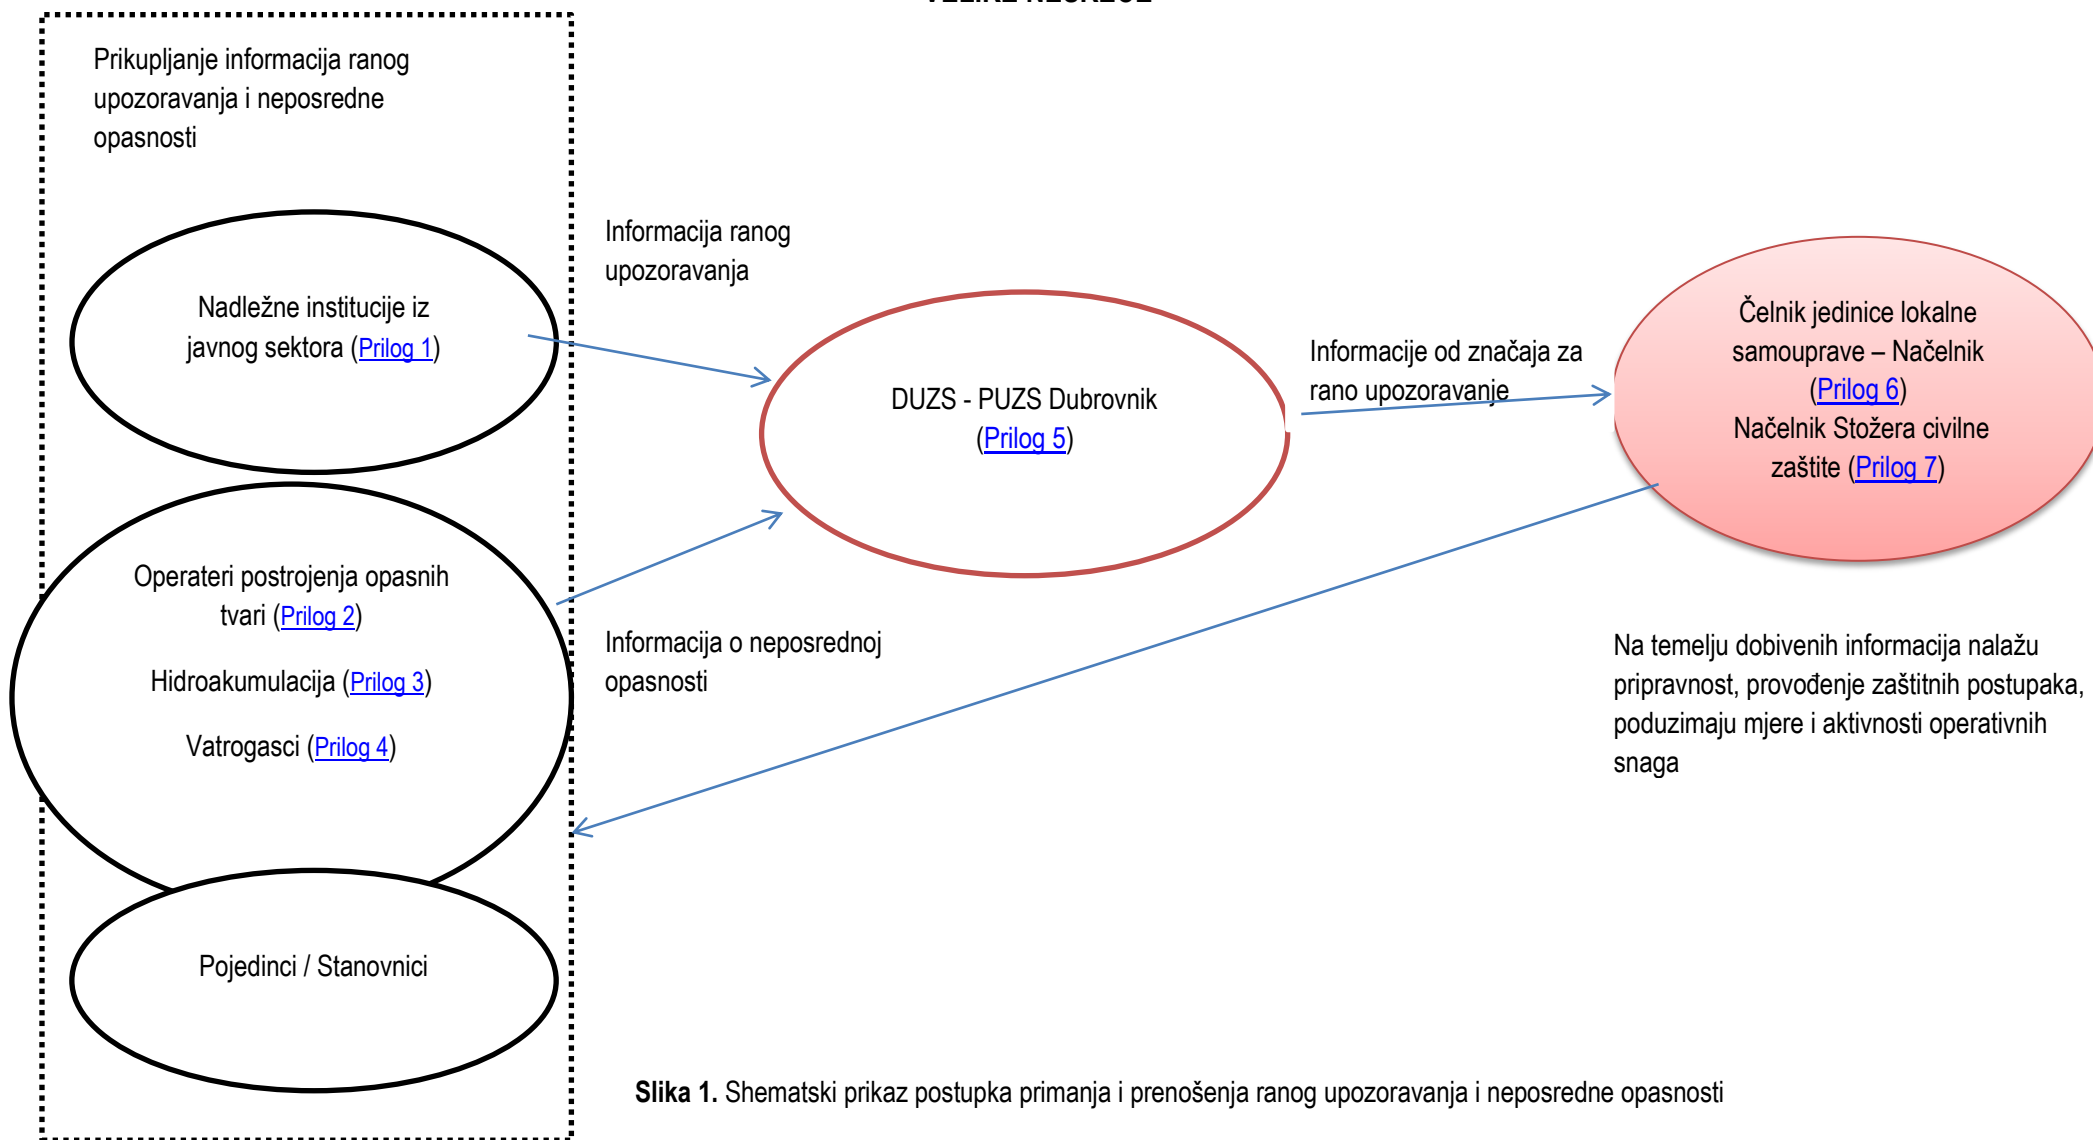 Prikupljanje informacija ranog
upozoravanja i neposredne
opasnosti
Nadležne institucije iz
javnog sektora (Prilog 1)
Operateri postrojenja opasnih
tvari (Prilog 2)
Hidroakumulacija (Prilog 3)
Vatrogasci (Prilog 4)
Pojedinci / Stanovnici
Informacija ranog
upozoravanja
Informacija o neposrednoj
opasnosti
DUZS - PUZS Dubrovnik
(Prilog 5)
Informacije od značaja za
rano upozoravanje
Čelnik jedinice lokalne
samouprave – Načelnik
(Prilog 6)
Načelnik Stožera civilne
zaštite (Prilog 7)
Na temelju dobivenih informacija nalažu
pripravnost, provođenje zaštitnih postupaka,
poduzimaju mjere i aktivnosti operativnih
snaga
Slika 1. Shematski prikaz postupka primanja i prenošenja ranog upozoravanja i neposredne opasnosti